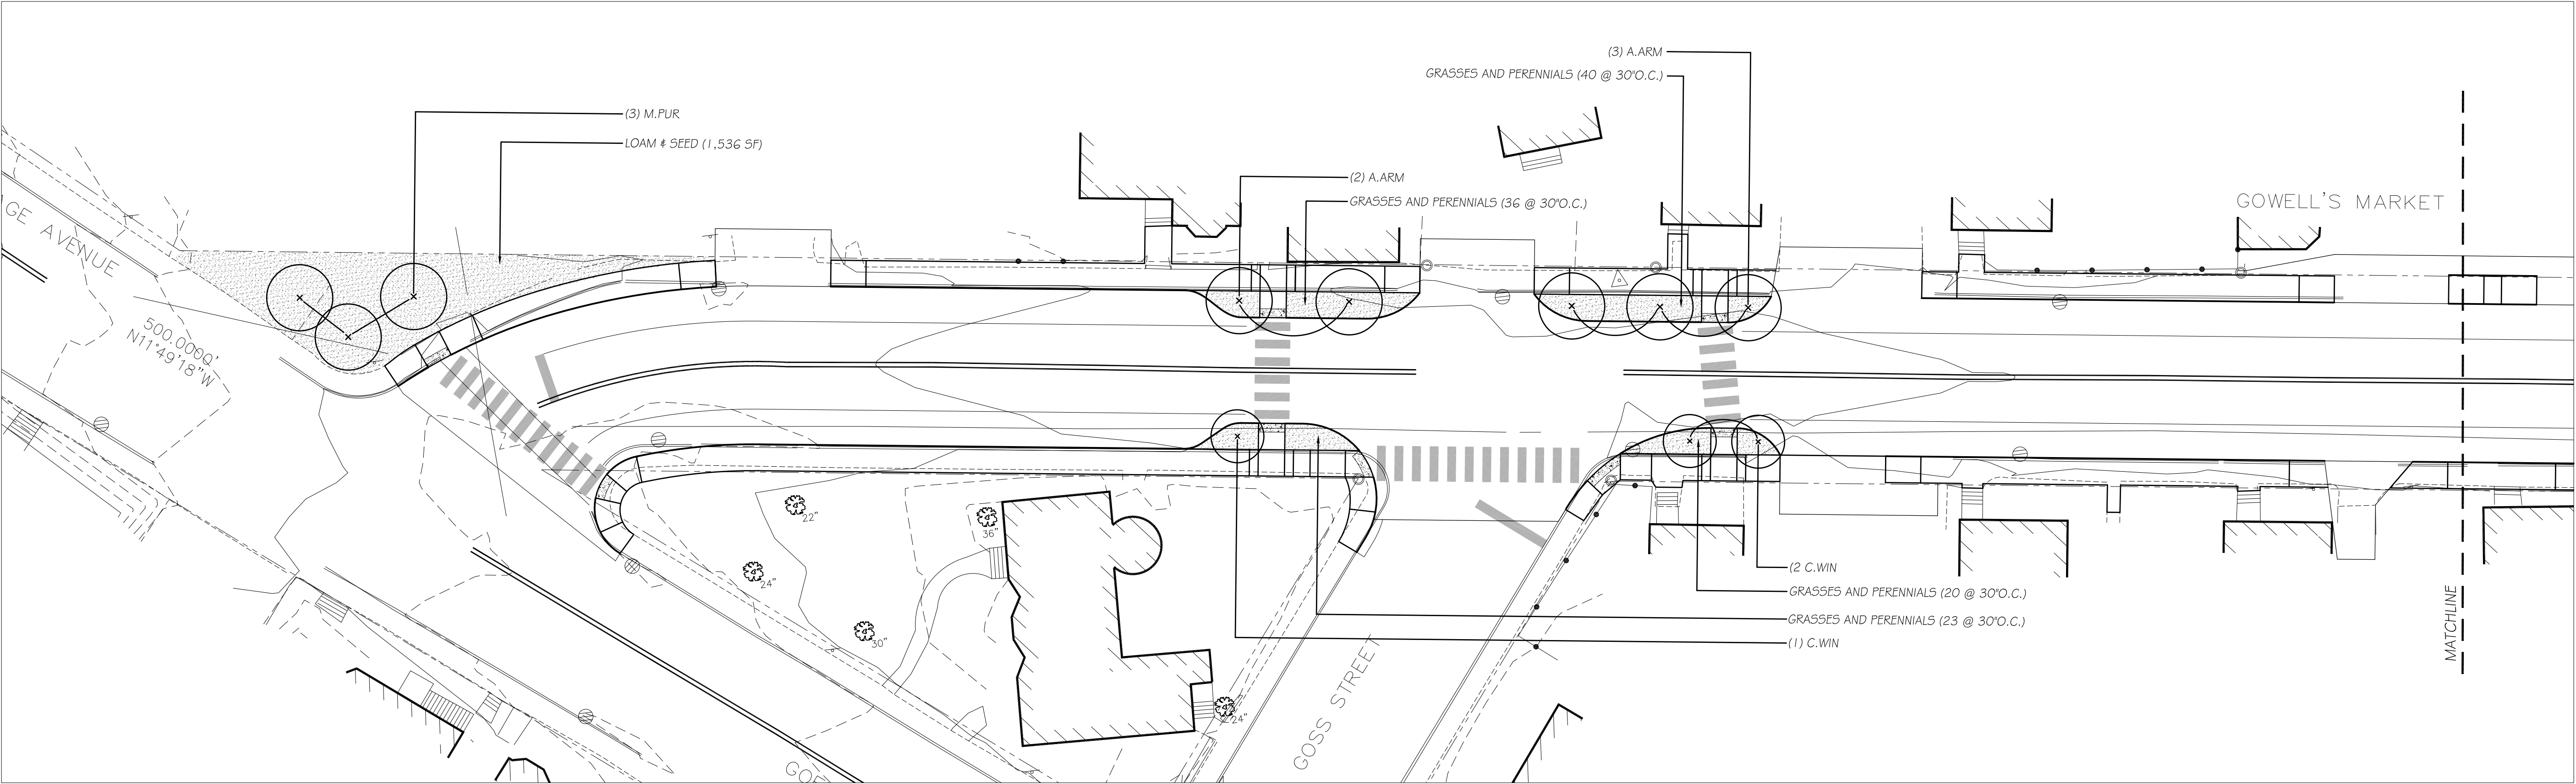 (3) A.ARM
GRASSES AND PERENNIALS (40 @ 30"O.C.)
(3) M.PUR
LOAM & SEED (1,536 SF)
(2) A.ARM
GRASSES AND PERENNIALS (36 @ 30"O.C.)
GOWELL'S MARKET
GE AVENUE
500.0000'
N11°49'18"W
22"
36"
24"
30"
24"
(2 C.WIN
GRASSES AND PERENNIALS (20 @ 30"O.C.)
GRASSES AND PERENNIALS (23 @ 30"O.C.)
(1) C.WIN
MATCHLINE
GOSS STREET